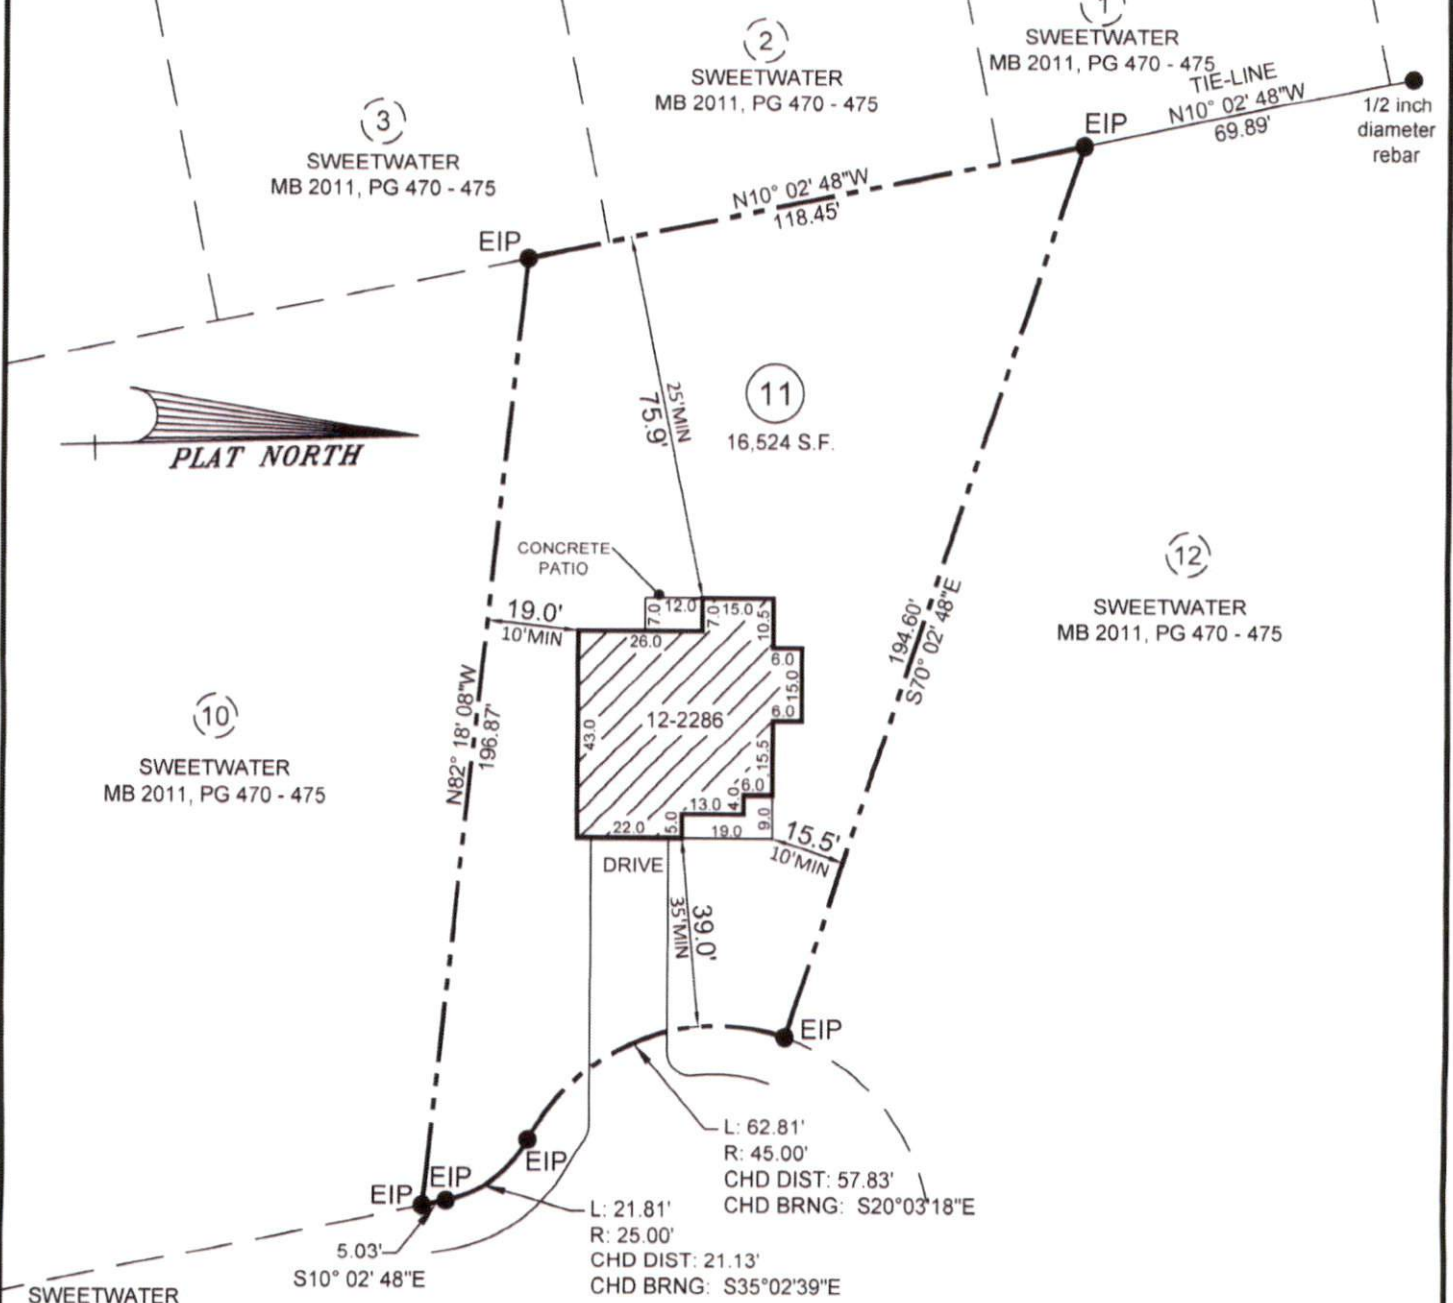 1
SWEETWATER
MB 2011, PG 470 - 475
2
SWEETWATER
MB 2011, PG 470 - 475
TIE-LINE
N10° 02' 48"W
69.89'
1/2 inch
diameter
rebar
EIP
3
SWEETWATER
MB 2011, PG 470 - 475
N10° 02' 48"W
118.45'
EIP
25'MIN
75.9'
11
16,524 S.F.
PLAT NORTH
CONCRETE
PATIO
12
SWEETWATER
MB 2011, PG 470 - 475
194.60'
S70° 02' 48"E
19.0'
10'MIN
7.0
12.0
7.0
15.0
10.5
26.0
6.0
15.0
6.0
12-2286
43.0
15.5
6.0
4.0
13.0
22.0
5.0
19.0
9.0
10
SWEETWATER
MB 2011, PG 470 - 475
N82° 18' 08"W
196.87'
15.5'
10'MIN
DRIVE
39.0'
35'MIN
EIP
L: 62.81'
R: 45.00'
CHD DIST: 57.83'
CHD BRNG: S20°03'18"E
EIP
EIP
EIP
5.03'
S10° 02' 48"E
L: 21.81'
R: 25.00'
CHD DIST: 21.13'
CHD BRNG: S35°02'39"E
SWEETWATER